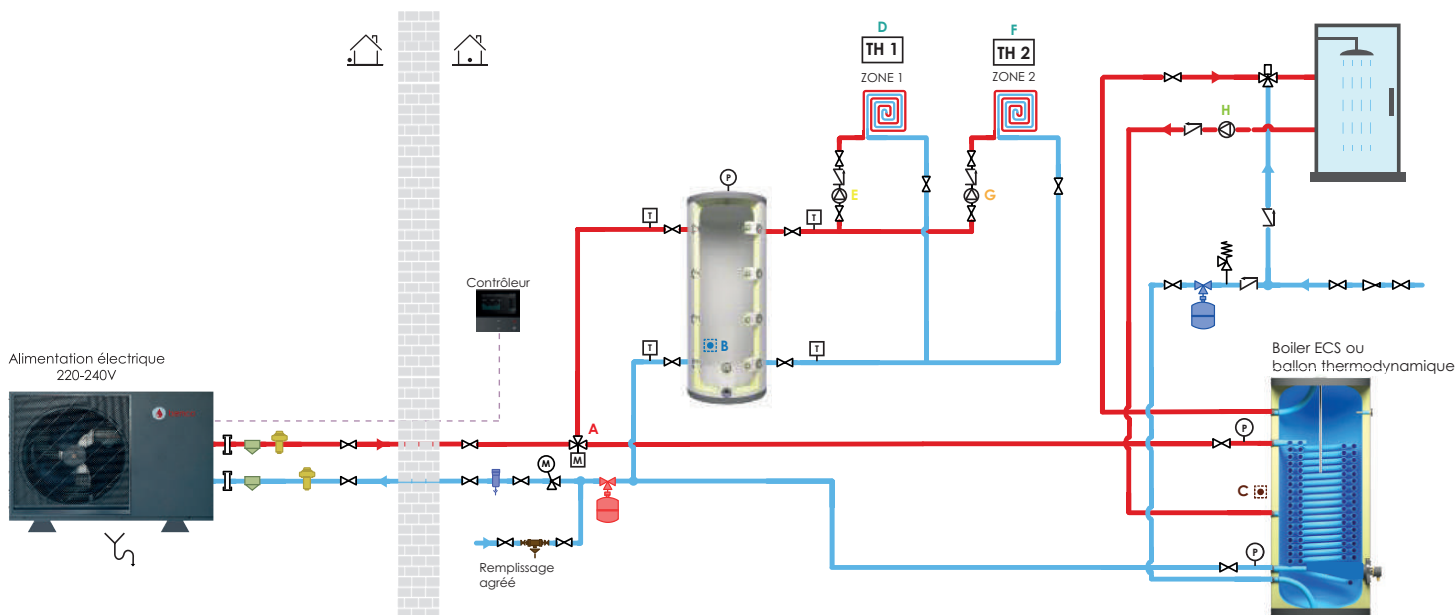 D
F
TH 1
TH 2
ZONE 1
ZONE 2
H
P
E
G
T
T
Contrôleur
B
T
T
Alimentation électrique
220-240V
Boiler ECS ou
ballon thermodynamique
A
P
M
M
C
P
Remplissage
agréé